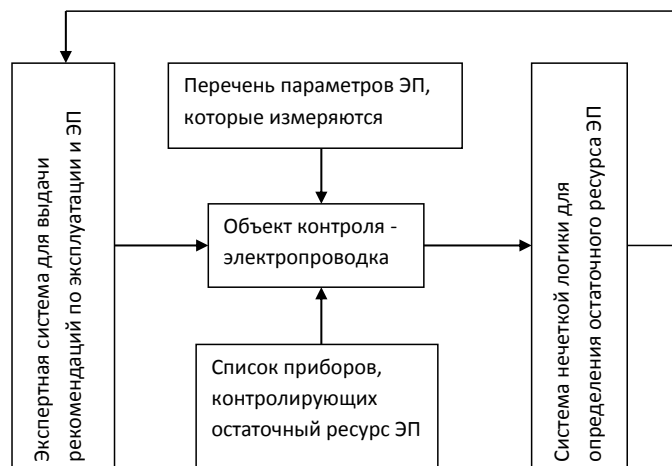 Экспертная система для выдачи
рекомендаций по эксплуатации и ЭП
Перечень параметров ЭП,
которые измеряются
Объект контроля -
электропроводка
Список приборов,
контролирующих
остаточный ресурс ЭП
Система нечеткой логики для
определения остаточного ресурса ЭП